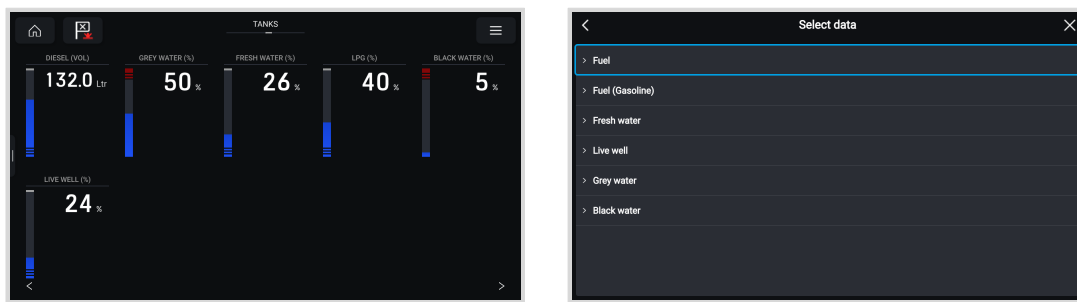 TANKS
DIESEL (VOL)
132.0 Ltr
GREY WATER (%)
50 %
FRESH WATER (%)
26 %
LPG (%)
40 %
BLACK WATER (%)
5 %
LIVE WELL (%)
24 %
Select data
Fuel
Fuel (Gasoline)
Fresh water
Live well
Grey water
Black water